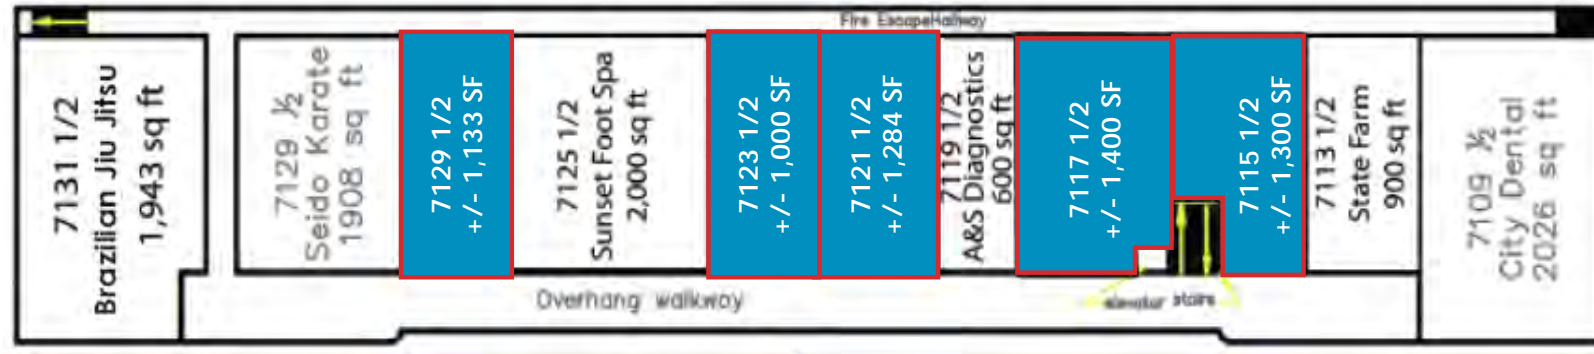 Fire EscapeHallway
7131 1/2
Brazilian Jiu Jitsu
1,943 sq ft
7129 ½
Seido Karate
1908 sq ft
7129 1/2
+/- 1,133 SF
7125 1/2
Sunset Foot Spa
2,000 sq ft
7123 1/2
+/- 1,000 SF
7121 1/2
+/- 1,284 SF
7119 1/2
A&S Diagnostics
600 sq ft
7117 1/2
+/- 1,400 SF
7115 1/2
+/- 1,300 SF
7113 1/2
State Farm
900 sq ft
7109 ½
City Dental
2026 sq ft
Overhang walkway
elevator stairs